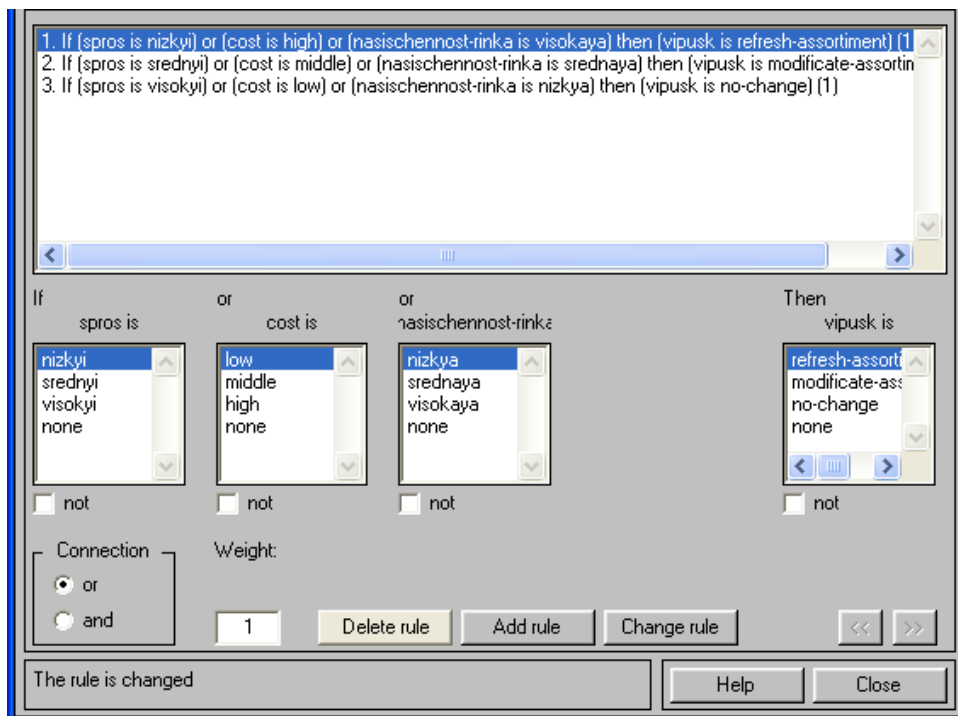 1. If (spros is nizkyi) or (cost is high) or (nasischennost-rinka is visokaya) then (vipusk is refresh-assortiment) (1
2. If (spros is srednyi) or (cost is middle) or (nasischennost-rinka is srednaya) then (vipusk is modificate-assortin
3. If (spros is visokyi) or (cost is low) or (nasischennost-rinka is nizkya) then (vipusk is no-change) (1)
If or or Then
spros is cost is nasischennost-rinka vipusk is
nizkyi low nizkya refresh-assorti
srednyi middle srednaya modificate-ass
visokyi high visokaya no-change
none none none none
not not not not
Connection Weight:
or
and 1 Delete rule Add rule Change rule << >>
The rule is changed Help Close